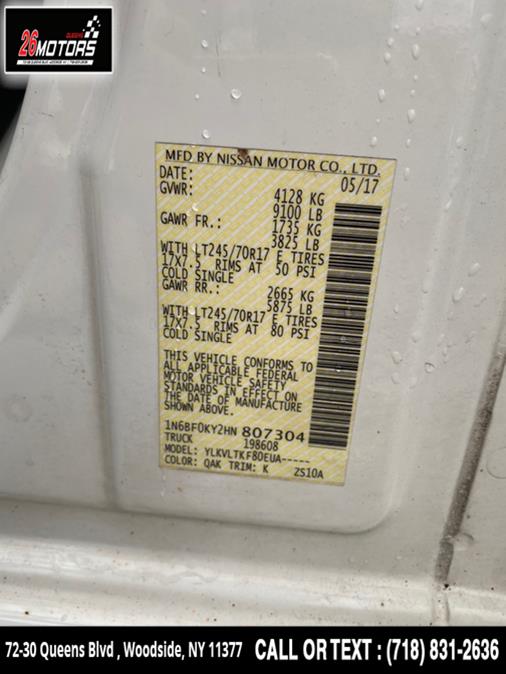 QUEENS
26MOTORS
MFD BY NISSAN MOTOR CO., LTD.
DATE: 05/17
GVWR: 4128 KG
9100 LB
GAWR FR.: 1735 KG
3825 LB
WITH LT245/70R17 E TIRES
17X7.5 RIMS AT 50 PSI
COLD SINGLE
GAWR RR.: 2665 KG
5875 LB
WITH LT245/70R17 E TIRES
17X7.5 RIMS AT 80 PSI
COLD SINGLE
THIS VEHICLE CONFORMS TO
ALL APPLICABLE FEDERAL
MOTOR VEHICLE SAFETY
STANDARDS IN EFFECT ON
THE DATE OF MANUFACTURE
SHOWN ABOVE.
1N6BF0KY2HN 807304
TRUCK 198608
MODEL: YLKVLTKF80EUA-----
COLOR: QAK TRIM: K ZS10A
72-30 Queens Blvd , Woodside, NY 11377 CALL OR TEXT : (718) 831-2636